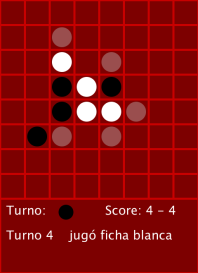 Turno: Score: 4 - 4
Turno 4 jugó ficha blanca